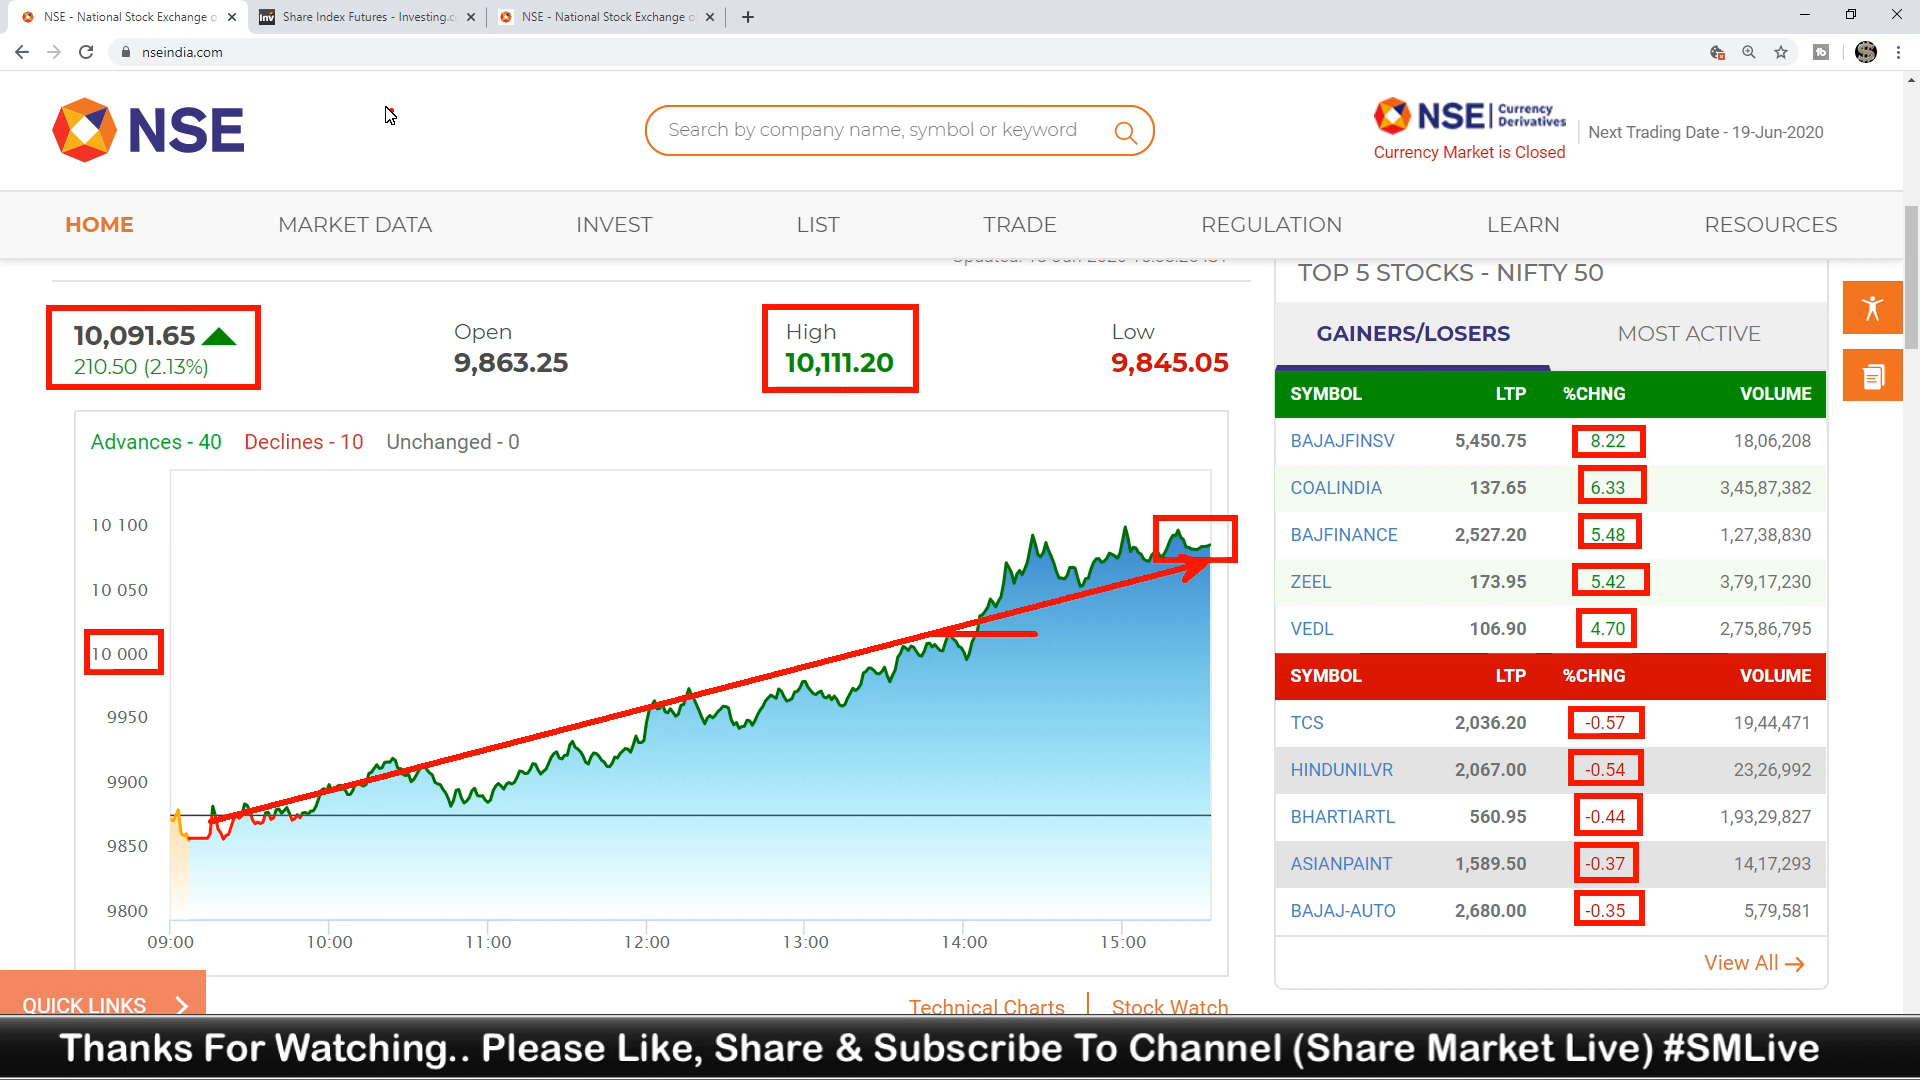 NSE - National Stock Exchange o
Share Index Futures - Investing.c
NSE - National Stock Exchange o
nseindia.com
NSE
Search by company name, symbol or keyword
NSE Currency Derivatives
Currency Market is Closed
Next Trading Date - 19-Jun-2020
HOME MARKET DATA INVEST LIST TRADE REGULATION LEARN RESOURCES
10,091.65
210.50 (2.13%)
Open
9,863.25
High
10,111.20
Low
9,845.05
Advances - 40 Declines - 10 Unchanged - 0
10 100
10 050
10 000
9950
9900
9850
9800
09:00 10:00 11:00 12:00 13:00 14:00 15:00
Technical Charts Stock Watch
TOP 5 STOCKS - NIFTY 50
GAINERS/LOSERS MOST ACTIVE
SYMBOL LTP %CHNG VOLUME
BAJAJFINSV 5,450.75 8.22 18,06,208
COALINDIA 137.65 6.33 3,45,87,382
BAJFINANCE 2,527.20 5.48 1,27,38,830
ZEEL 173.95 5.42 3,79,17,230
VEDL 106.90 4.70 2,75,86,795
SYMBOL LTP %CHNG VOLUME
TCS 2,036.20 -0.57 19,44,471
HINDUNILVR 2,067.00 -0.54 23,26,992
BHARTIARTL 560.95 -0.44 1,93,29,827
ASIANPAINT 1,589.50 -0.37 14,17,293
BAJAJ-AUTO 2,680.00 -0.35 5,79,581
View All
QUICK LINKS
Thanks For Watching.. Please Like, Share & Subscribe To Channel (Share Market Live) #SMLive